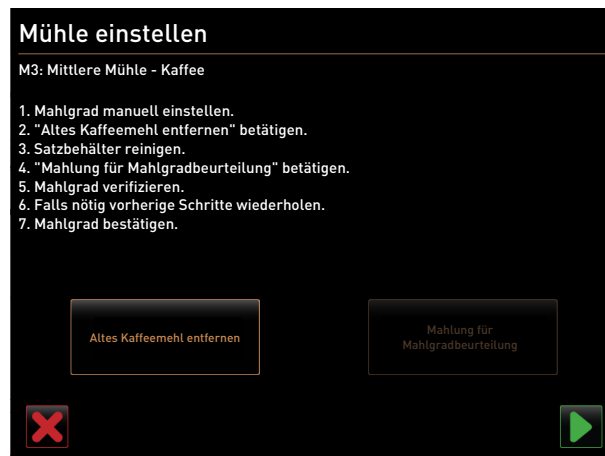 Mühle einstellen
M3: Mittlere Mühle - Kaffee
1. Mahlgrad manuell einstellen.
2. "Altes Kaffeemehl entfernen" betätigen.
3. Satzbehälter reinigen.
4. "Mahlung für Mahlgradbeurteilung" betätigen.
5. Mahlgrad verifizieren.
6. Falls nötig vorherige Schritte wiederholen.
7. Mahlgrad bestätigen.
Altes Kaffeemehl entfernen
Mahlung für
Mahlgradbeurteilung